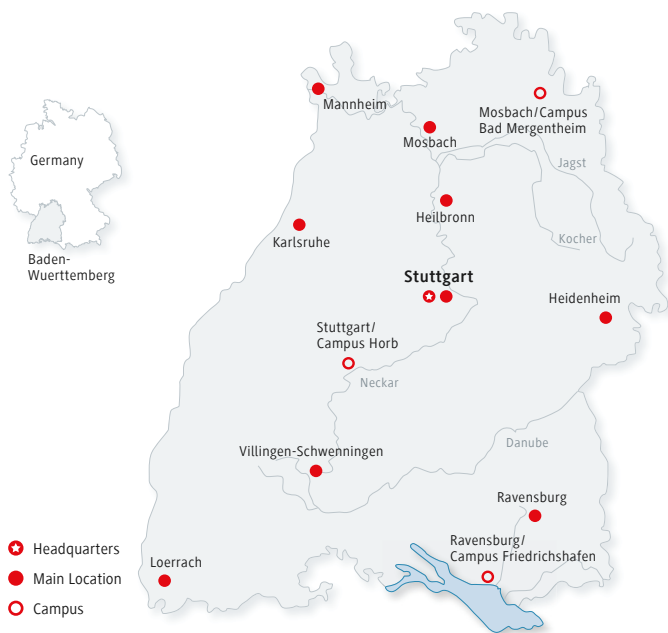 Mannheim
Mosbach/Campus
Bad Mergentheim
Mosbach
Germany
Jagst
Heilbronn
Karlsruhe
Kocher
Baden-
Wuerttemberg
Stuttgart
Heidenheim
Stuttgart/
Campus Horb
Neckar
Villingen-Schwenningen
Danube
Ravensburg
Ravensburg/
Campus Friedrichshafen
Loerrach
Headquarters
Main Location
Campus